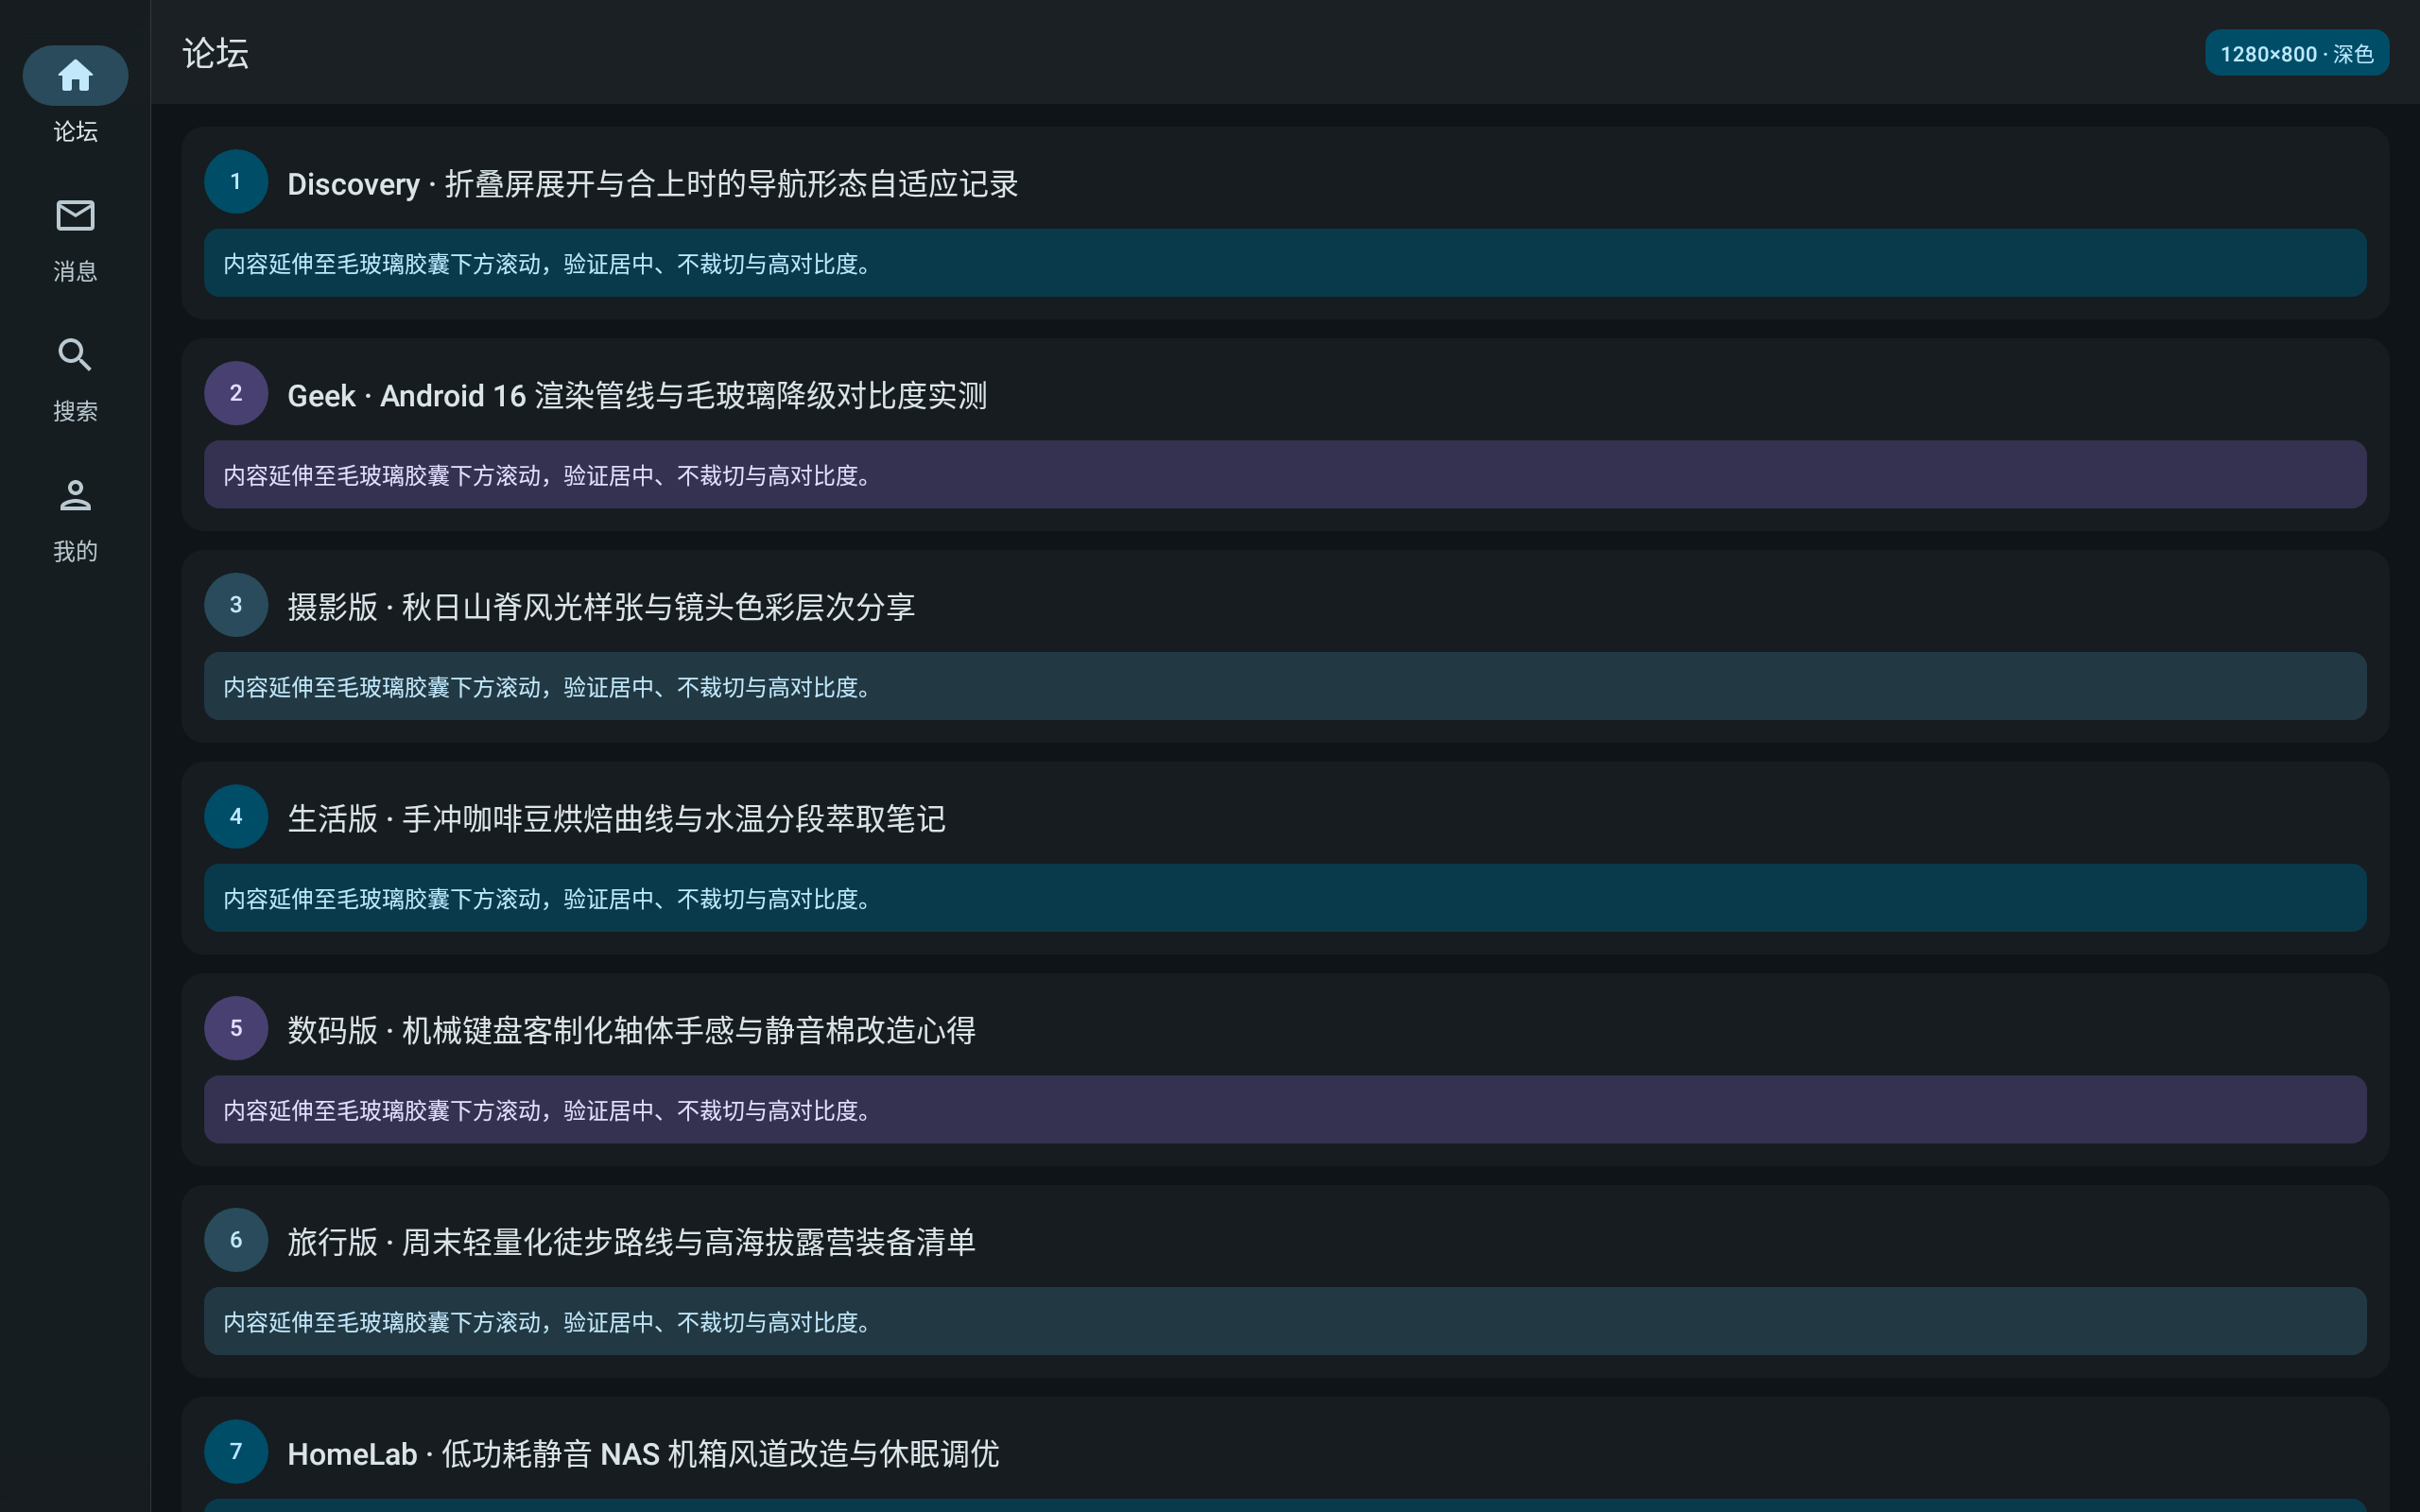 论坛
消息
搜索
我的
论坛
1280×800 · 深色
1
Discovery · 折叠屏展开与合上时的导航形态自适应记录
内容延伸至毛玻璃胶囊下方滚动，验证居中、不裁切与高对比度。
2
Geek · Android 16 渲染管线与毛玻璃降级对比度实测
内容延伸至毛玻璃胶囊下方滚动，验证居中、不裁切与高对比度。
3
摄影版 · 秋日山脊风光样张与镜头色彩层次分享
内容延伸至毛玻璃胶囊下方滚动，验证居中、不裁切与高对比度。
4
生活版 · 手冲咖啡豆烘焙曲线与水温分段萃取笔记
内容延伸至毛玻璃胶囊下方滚动，验证居中、不裁切与高对比度。
5
数码版 · 机械键盘客制化轴体手感与静音棉改造心得
内容延伸至毛玻璃胶囊下方滚动，验证居中、不裁切与高对比度。
6
旅行版 · 周末轻量化徒步路线与高海拔露营装备清单
内容延伸至毛玻璃胶囊下方滚动，验证居中、不裁切与高对比度。
7
HomeLab · 低功耗静音 NAS 机箱风道改造与休眠调优